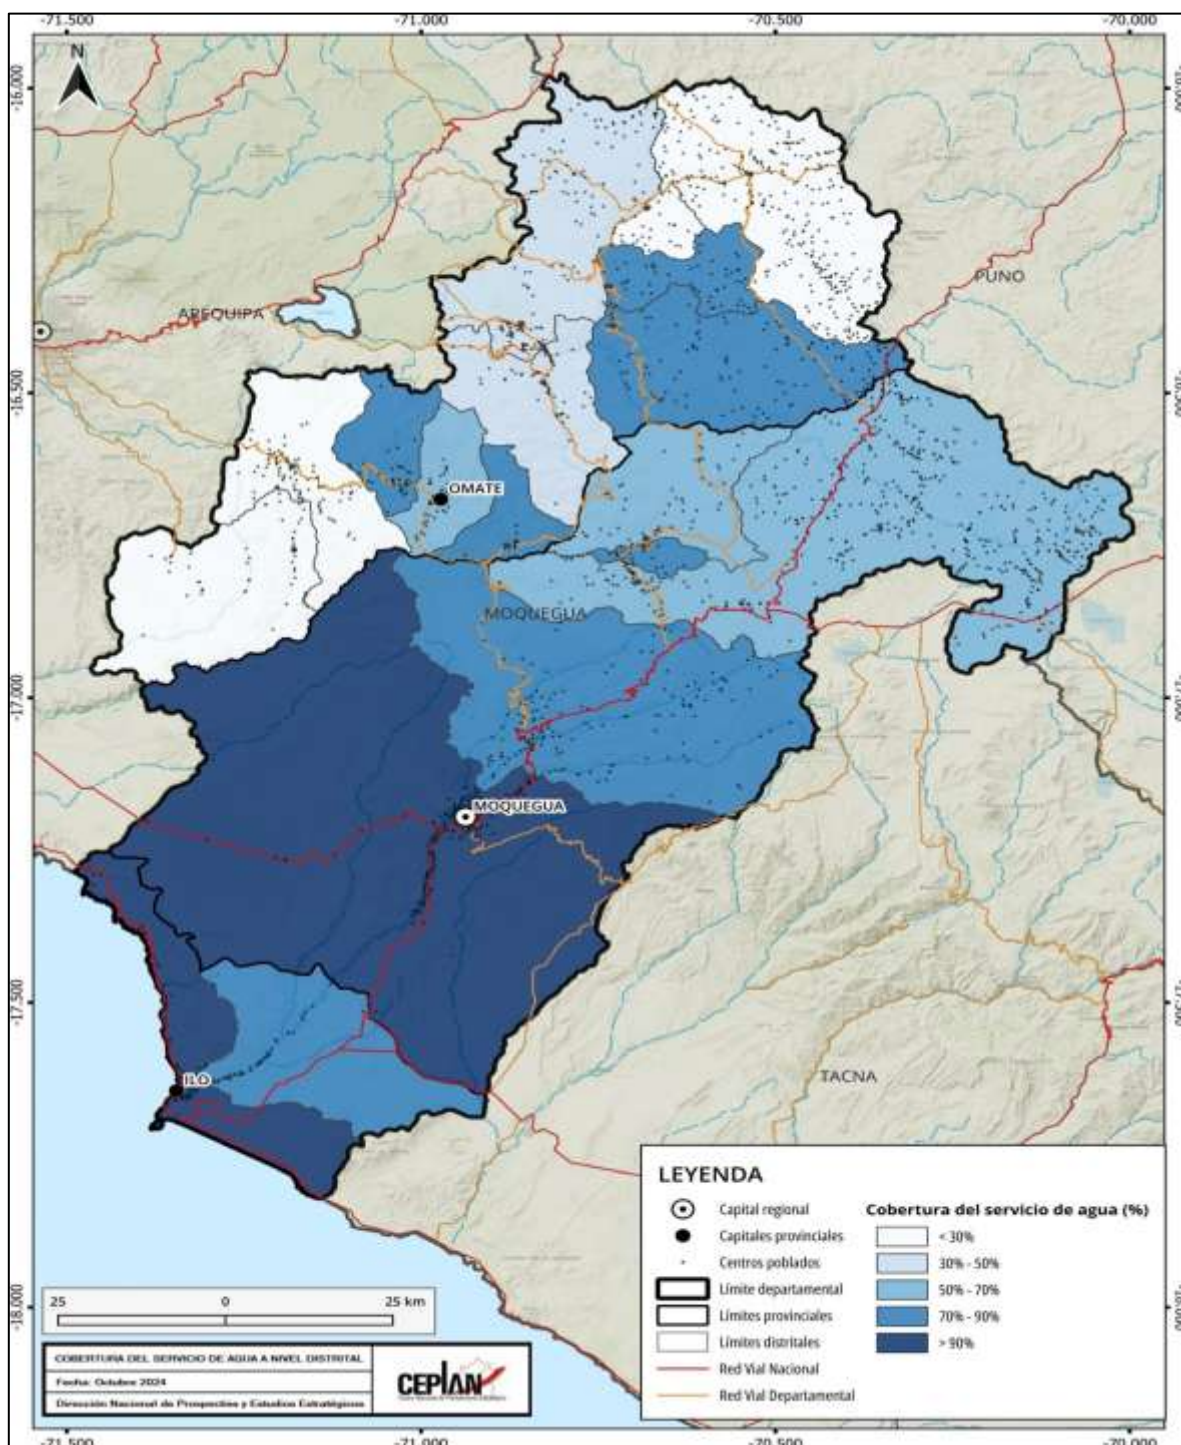 -71.500 -71.000 -70.500 -70.000
N
-16.000
-16.500
-17.000
-17.500
-18.000
PUNO
AREQUIPA
OMATE
MOQUEGUA
MOQUEGUA
ILO
TACNA
LEYENDA
Capital regional
Capitales provinciales
Centros poblados
Límite departamental
Límites provinciales
Límites distritales
Red Vial Nacional
Red Vial Departamental
Cobertura del servicio de agua (%)
< 30%
30% - 50%
50% - 70%
70% - 90%
> 90%
25 0 25 km
COBERTURA DEL SERVICIO DE AGUA A NIVEL DISTRITAL
Fecha: Octubre 2024
Dirección Nacional de Prospectiva y Estudios Estratégicos
CEPLAN
-71.500 -71.000 -70.500 -70.000